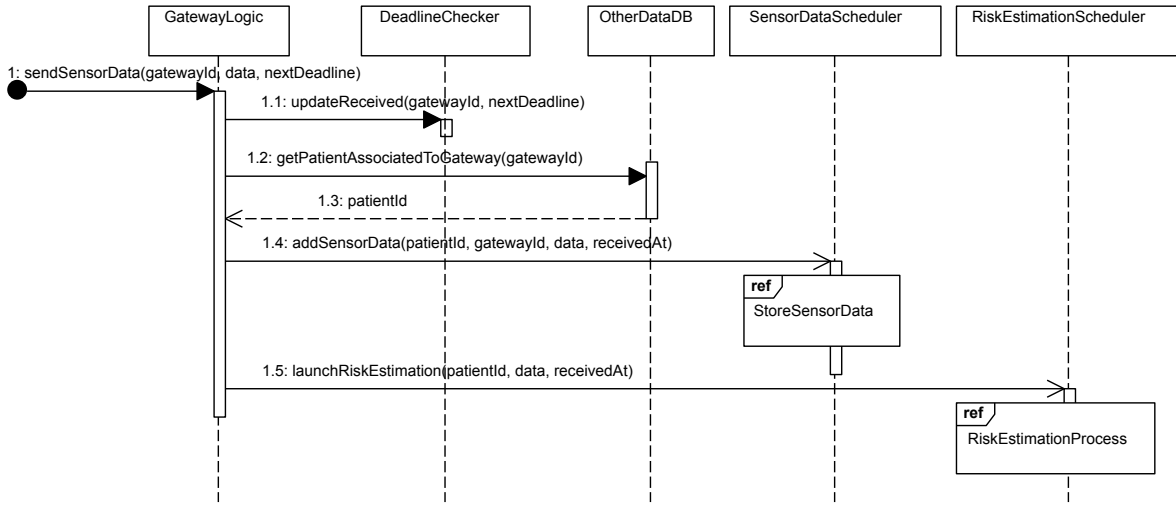 GatewayLogic
DeadlineChecker
OtherDataDB
SensorDataScheduler
RiskEstimationScheduler
1: sendSensorData(gatewayId, data, nextDeadline)
1.1: updateReceived(gatewayId, nextDeadline)
1.2: getPatientAssociatedToGateway(gatewayId)
1.3: patientId
1.4: addSensorData(patientId, gatewayId, data, receivedAt)
ref
StoreSensorData
1.5: launchRiskEstimation(patientId, data, receivedAt)
ref
RiskEstimationProcess